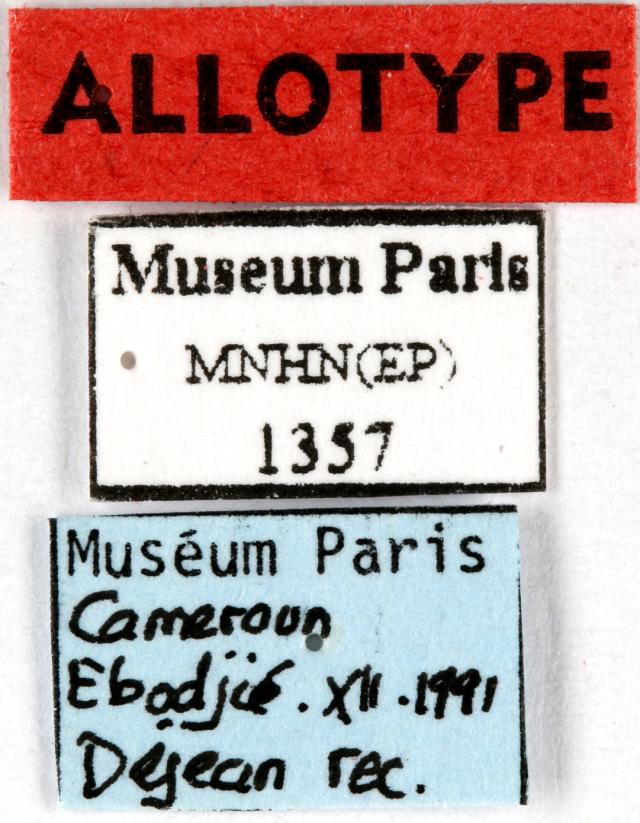 ALLOTYPE
Museum Paris
MNHN(EP)
1357
Muséum Paris
Cameroun
Ebodjié. XII. 1991
Dejean rec.